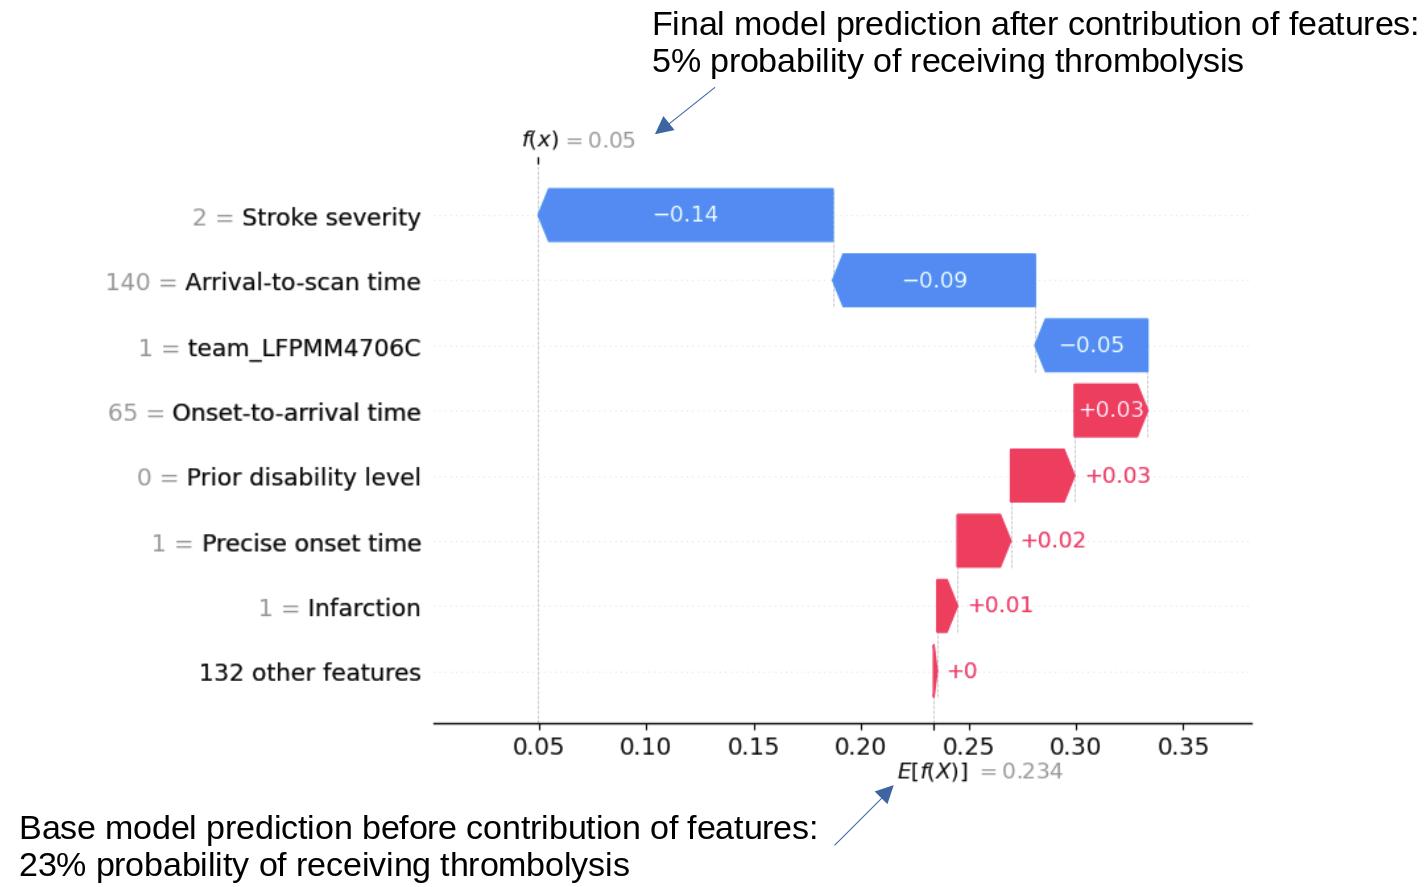 Final model prediction after contribution of features:
5% probability of receiving thrombolysis
f(x) = 0.05
2 = Stroke severity
−0.14
140 = Arrival-to-scan time
−0.09
1 = team_LFPMM4706C
−0.05
65 = Onset-to-arrival time
+0.03
0 = Prior disability level
+0.03
1 = Precise onset time
+0.02
1 = Infarction
+0.01
132 other features
+0
0.05 0.10 0.15 0.20 0.25 0.30 0.35
E[f(X)] = 0.234
Base model prediction before contribution of features:
23% probability of receiving thrombolysis